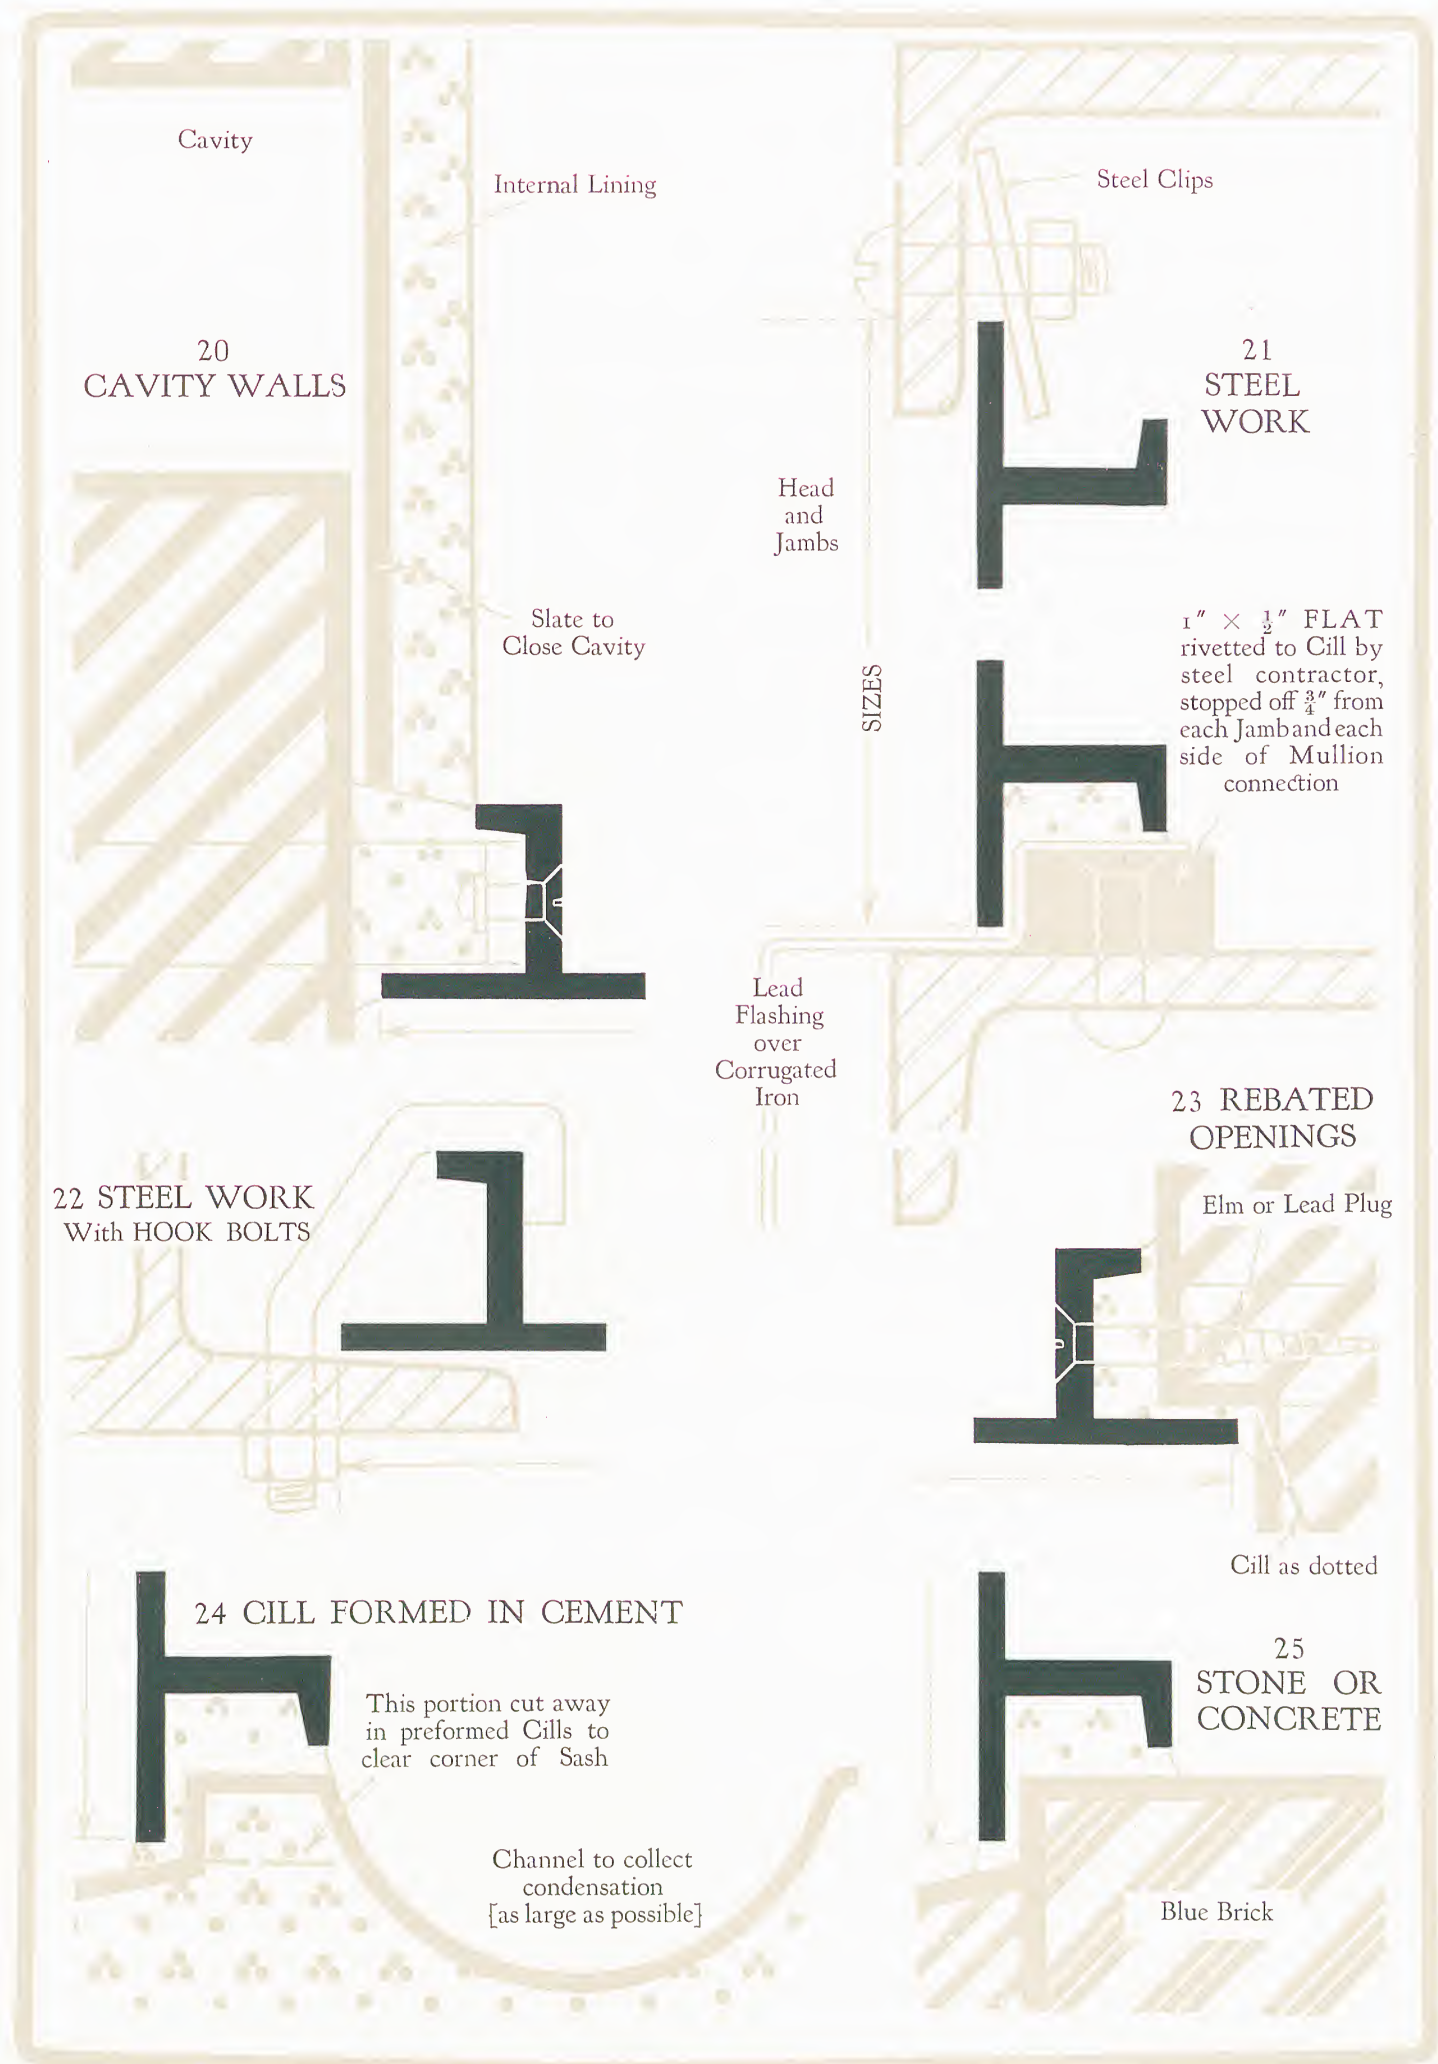 Cavity
Internal Lining
20
CAVITY WALLS
Slate to
Close Cavity
Steel Clips
21
STEEL
WORK
Head
and
Jambs
SIZES
1" × ½" FLAT
rivetted to Cill by
steel contractor,
stopped off ¾" from
each Jamb and each
side of Mullion
connection
Lead
Flashing
over
Corrugated
Iron
22 STEEL WORK
With HOOK BOLTS
23 REBATED
OPENINGS
Elm or Lead Plug
Cill as dotted
24 CILL FORMED IN CEMENT
This portion cut away
in preformed Cills to
clear corner of Sash
Channel to collect
condensation
[as large as possible]
25
STONE OR
CONCRETE
Blue Brick